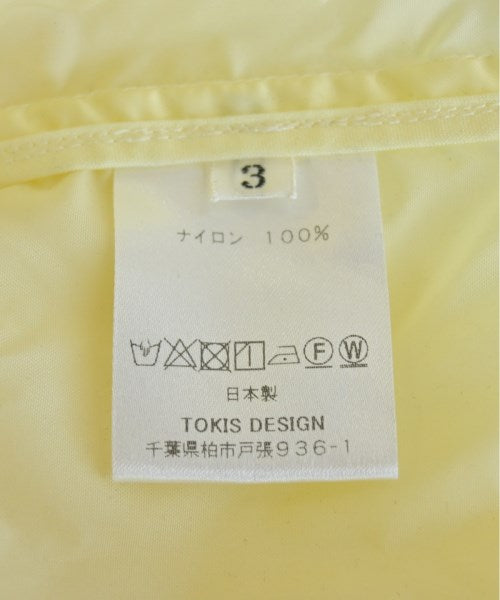 3
ナイロン 100%
F W
日本製
TOKIS DESIGN
千葉県柏市戸張936-1